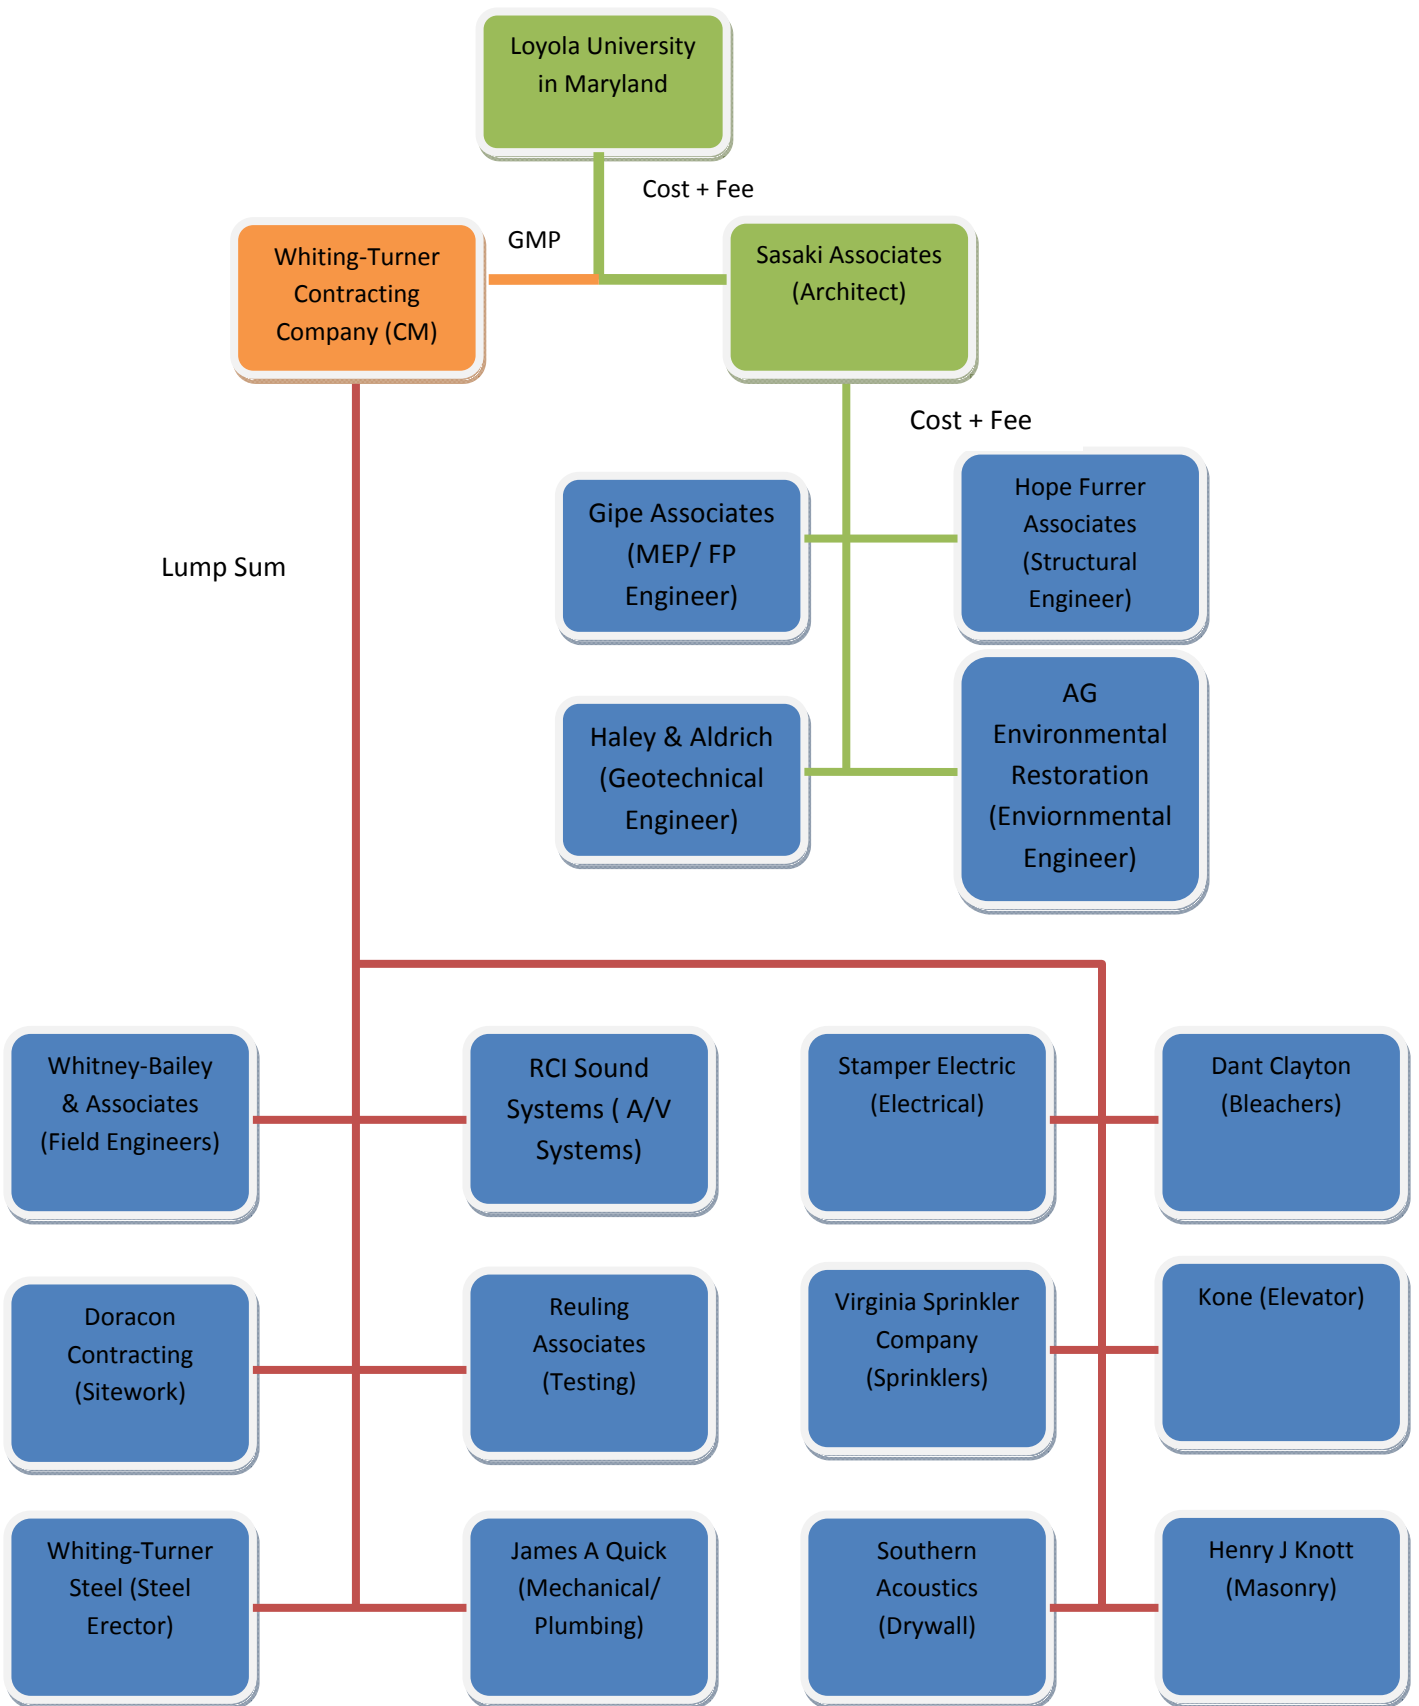 Loyola University
in Maryland
Cost + Fee
GMP
Whiting-Turner
Contracting
Company (CM)
Sasaki Associates
(Architect)
Cost + Fee
Gipe Associates
(MEP/ FP
Engineer)
Hope Furrer
Associates
(Structural
Engineer)
Lump Sum
Haley & Aldrich
(Geotechnical
Engineer)
AG
Environmental
Restoration
(Enviornmental
Engineer)
Whitney-Bailey
& Associates
(Field Engineers)
RCI Sound
Systems ( A/V
Systems)
Stamper Electric
(Electrical)
Dant Clayton
(Bleachers)
Doracon
Contracting
(Sitework)
Reuling
Associates
(Testing)
Virginia Sprinkler
Company
(Sprinklers)
Kone (Elevator)
Whiting-Turner
Steel (Steel
Erector)
James A Quick
(Mechanical/
Plumbing)
Southern
Acoustics
(Drywall)
Henry J Knott
(Masonry)